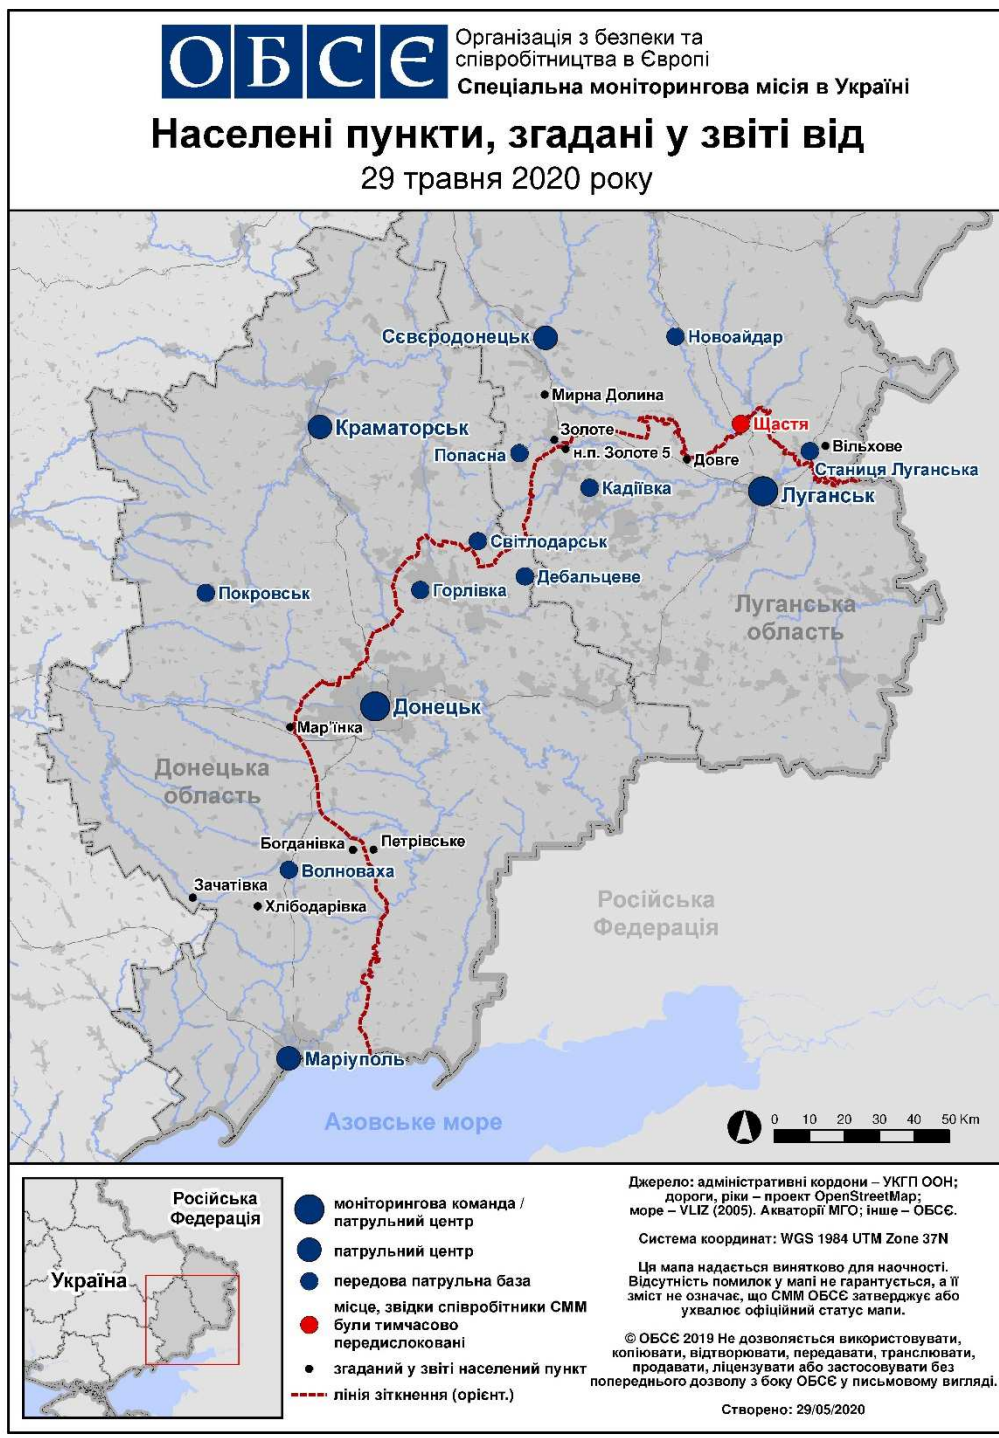 ОБСЄ
Організація з безпеки та
співробітництва в Європі
Спеціальна моніторингова місія в Україні
Населені пункти, згадані у звіті від
29 травня 2020 року
Сєвєродонецьк
Новоайдар
Мирна Долина
Краматорськ
Щастя
Золоте
Попасна
н.п. Золоте 5
Довге
Вільхове
Станиця Луганська
Кадіївка
Луганськ
Світлодарськ
Дебальцеве
Горлівка
Покровськ
Луганська
область
Донецьк
Мар'їнка
Донецька
область
Богданівка
Петрівське
Волноваха
Зачатівка
Хлібодарівка
Російська
Федерація
Маріуполь
Азовське море
0 10 20 30 40 50 Km
Російська
Федерація
Україна
моніторингова команда /
патрульний центр
патрульний центр
передова патрульна база
місце, звідки співробітники СММ
були тимчасово
передислоковані
згаданий у звіті населений пункт
лінія зіткнення (орієнт.)
Джерело: адміністративні кордони – УКГП ООН;
дороги, ріки – проект OpenStreetMap;
море – VLIZ (2005). Акваторії МГО; інше – ОБСЄ.
Система координат: WGS 1984 UTM Zone 37N
Ця мапа надається винятково для наочності.
Відсутність помилок у мапі не гарантується, а її
зміст не означає, що СММ ОБСЄ затверджує або
ухвалює офіційний статус мапи.
© ОБСЄ 2019 Не дозволяється використовувати,
копіювати, відтворювати, передавати, транслювати,
продавати, ліцензувати або застосовувати без
попереднього дозволу з боку ОБСЄ у письмовому вигляді.
Створено: 29/05/2020